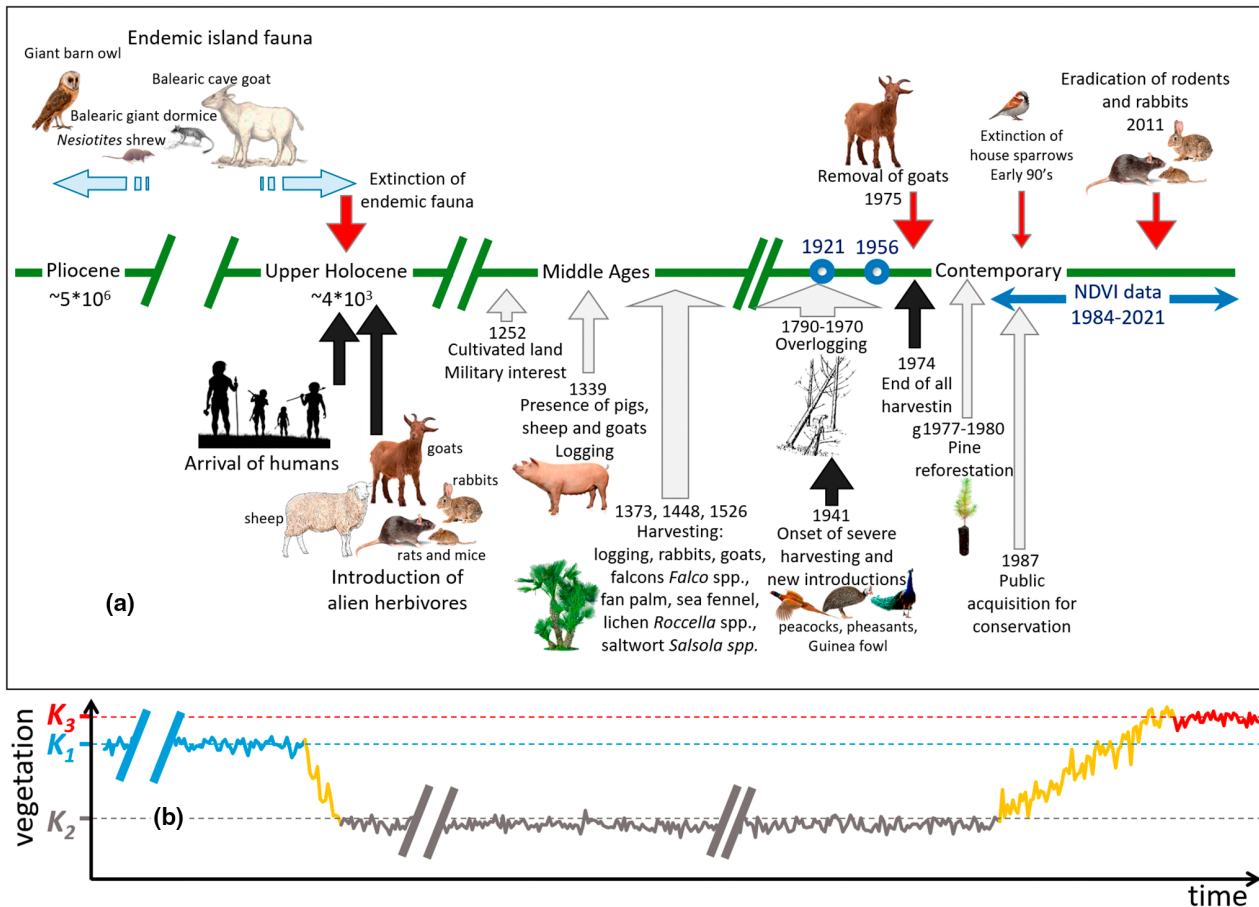 Endemic island fauna
Giant barn owl
Balearic cave goat
Balearic giant dormice
Nesiotites shrew
Extinction of
endemic fauna
Removal of goats
1975
Extinction of
house sparrows
Early 90's
Eradication of rodents
and rabbits
2011
Pliocene
~5*10⁶
Upper Holocene
~4*10³
Middle Ages
1921
1956
Contemporary
NDVI data
1984-2021
Arrival of humans
goats
rabbits
sheep
rats and mice
Introduction of
alien herbivores
1252
Cultivated land
Military interest
1339
Presence of pigs,
sheep and goats
Logging
1373, 1448, 1526
Harvesting:
logging, rabbits, goats,
falcons Falco spp.,
fan palm, sea fennel,
lichen Roccella spp.,
saltwort Salsola spp.
1790-1970
Overlogging
1941
Onset of severe
harvesting and
new introductions
peacocks, pheasants,
Guinea fowl
1974
End of all
harvestin
g1977-1980
Pine
reforestation
1987
Public
acquisition for
conservation
(a)
vegetation
K₃
K₁
K₂
(b)
time